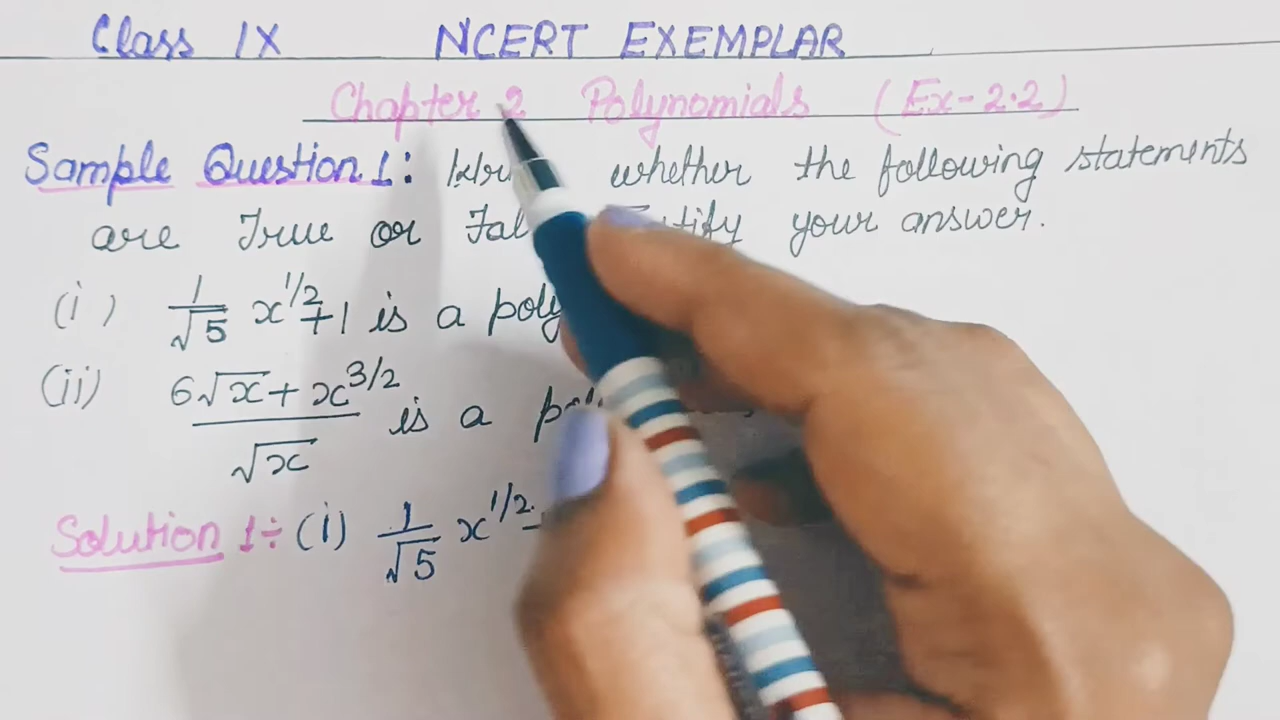 Class IX NCERT EXEMPLAR
Chapter 2 Polynomials (Ex-2.2)
Sample Question 1: whether the following statements
are True or your answer.
(i) 1/√5 x^1/2 + 1 is a
(ii) 6√x + x^3/2 / √x is a
Solution 1÷ (i) 1/√5 x^1/2